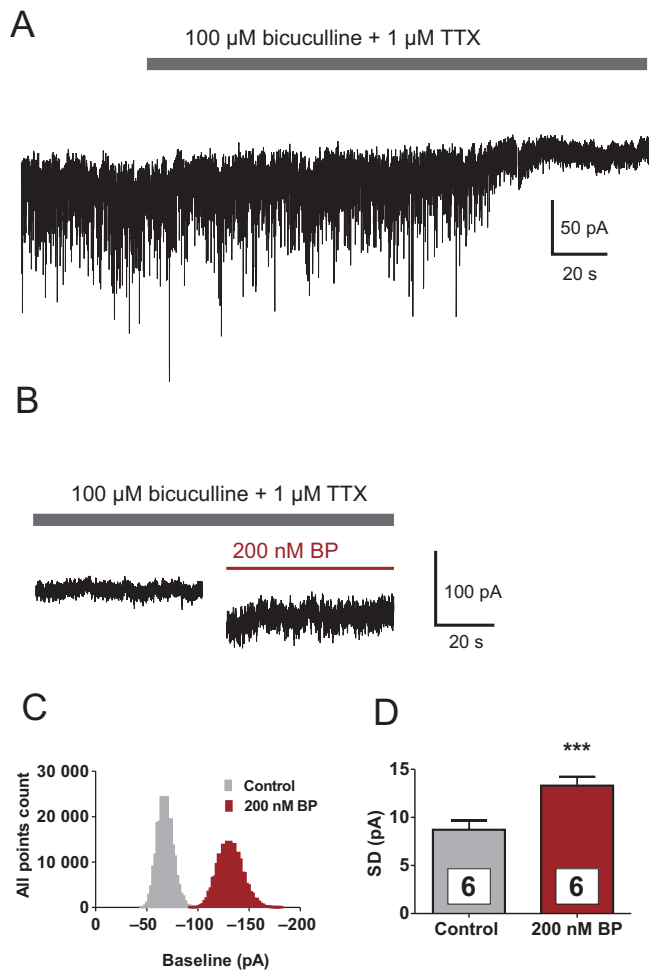 A
100 µM bicuculline + 1 µM TTX
50 pA
20 s
B
100 µM bicuculline + 1 µM TTX
200 nM BP
100 pA
20 s
C
All points count
30 000
20 000
10 000
0
0
–50
–100
–150
–200
Baseline (pA)
Control
200 nM BP
D
***
SD (pA)
15
10
5
0
6
6
Control
200 nM BP